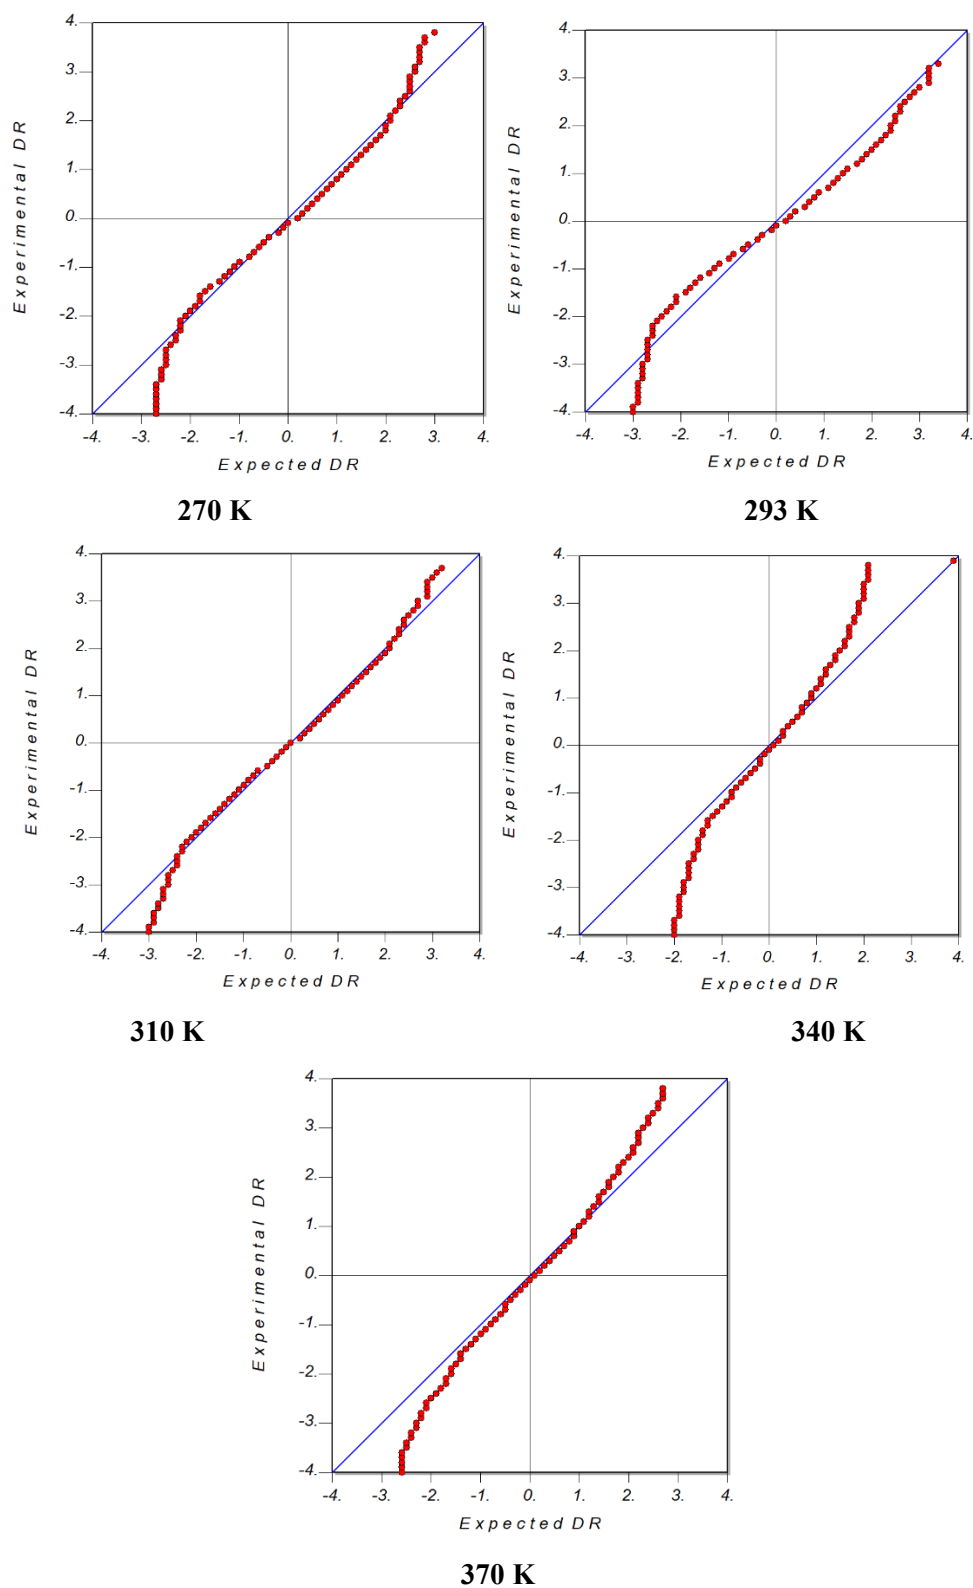 4.
3.
2.
1.
0.
-1.
-2.
-3.
-4.
Experimental DR
-4. -3. -2. -1. 0. 1. 2. 3. 4.
Expected DR
270 K
4.
3.
2.
1.
0.
-1.
-2.
-3.
-4.
Experimental DR
-4. -3. -2. -1. 0. 1. 2. 3. 4.
Expected DR
293 K
4.
3.
2.
1.
0.
-1.
-2.
-3.
-4.
Experimental DR
-4. -3. -2. -1. 0. 1. 2. 3. 4.
Expected DR
310 K
4.
3.
2.
1.
0.
-1.
-2.
-3.
-4.
Experimental DR
-4. -3. -2. -1. 0. 1. 2. 3. 4.
Expected DR
340 K
4.
3.
2.
1.
0.
-1.
-2.
-3.
-4.
Experimental DR
-4. -3. -2. -1. 0. 1. 2. 3. 4.
Expected DR
370 K